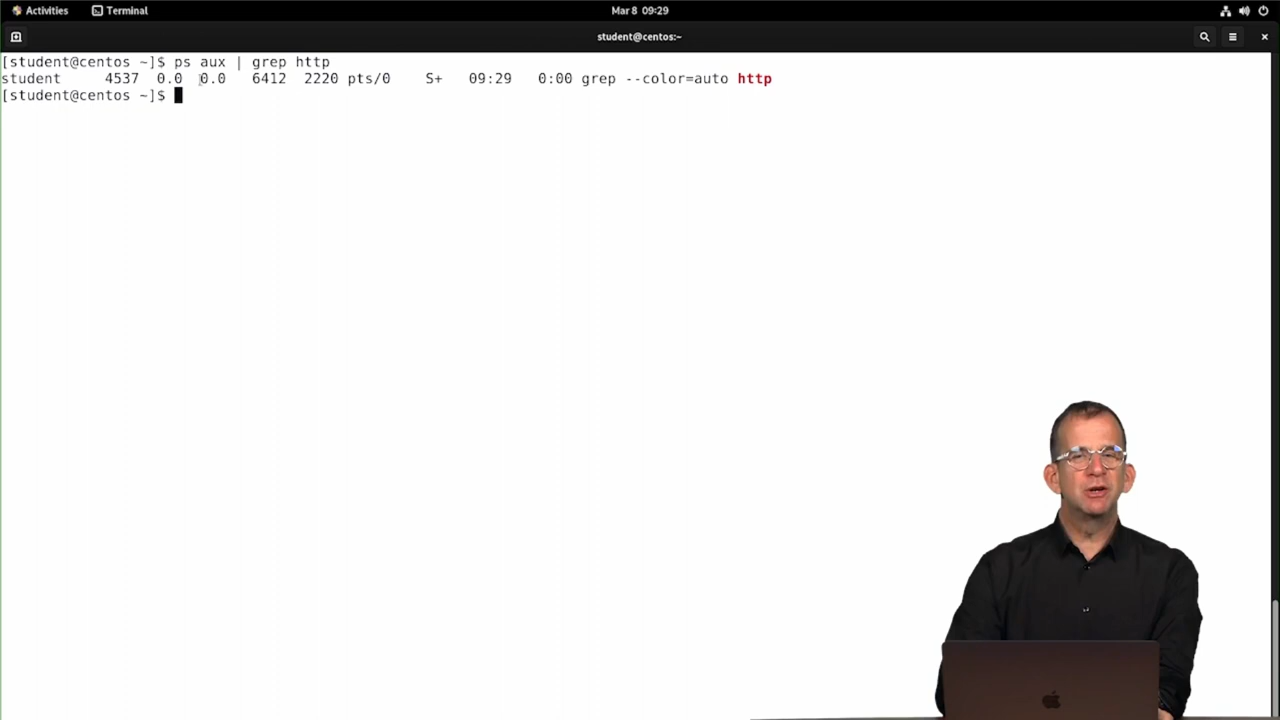 Activities Terminal Mar 8 09:29
student@centos:~
[student@centos ~]$ ps aux | grep http
student 4537 0.0 0.0 6412 2220 pts/0 S+ 09:29 0:00 grep --color=auto http
[student@centos ~]$